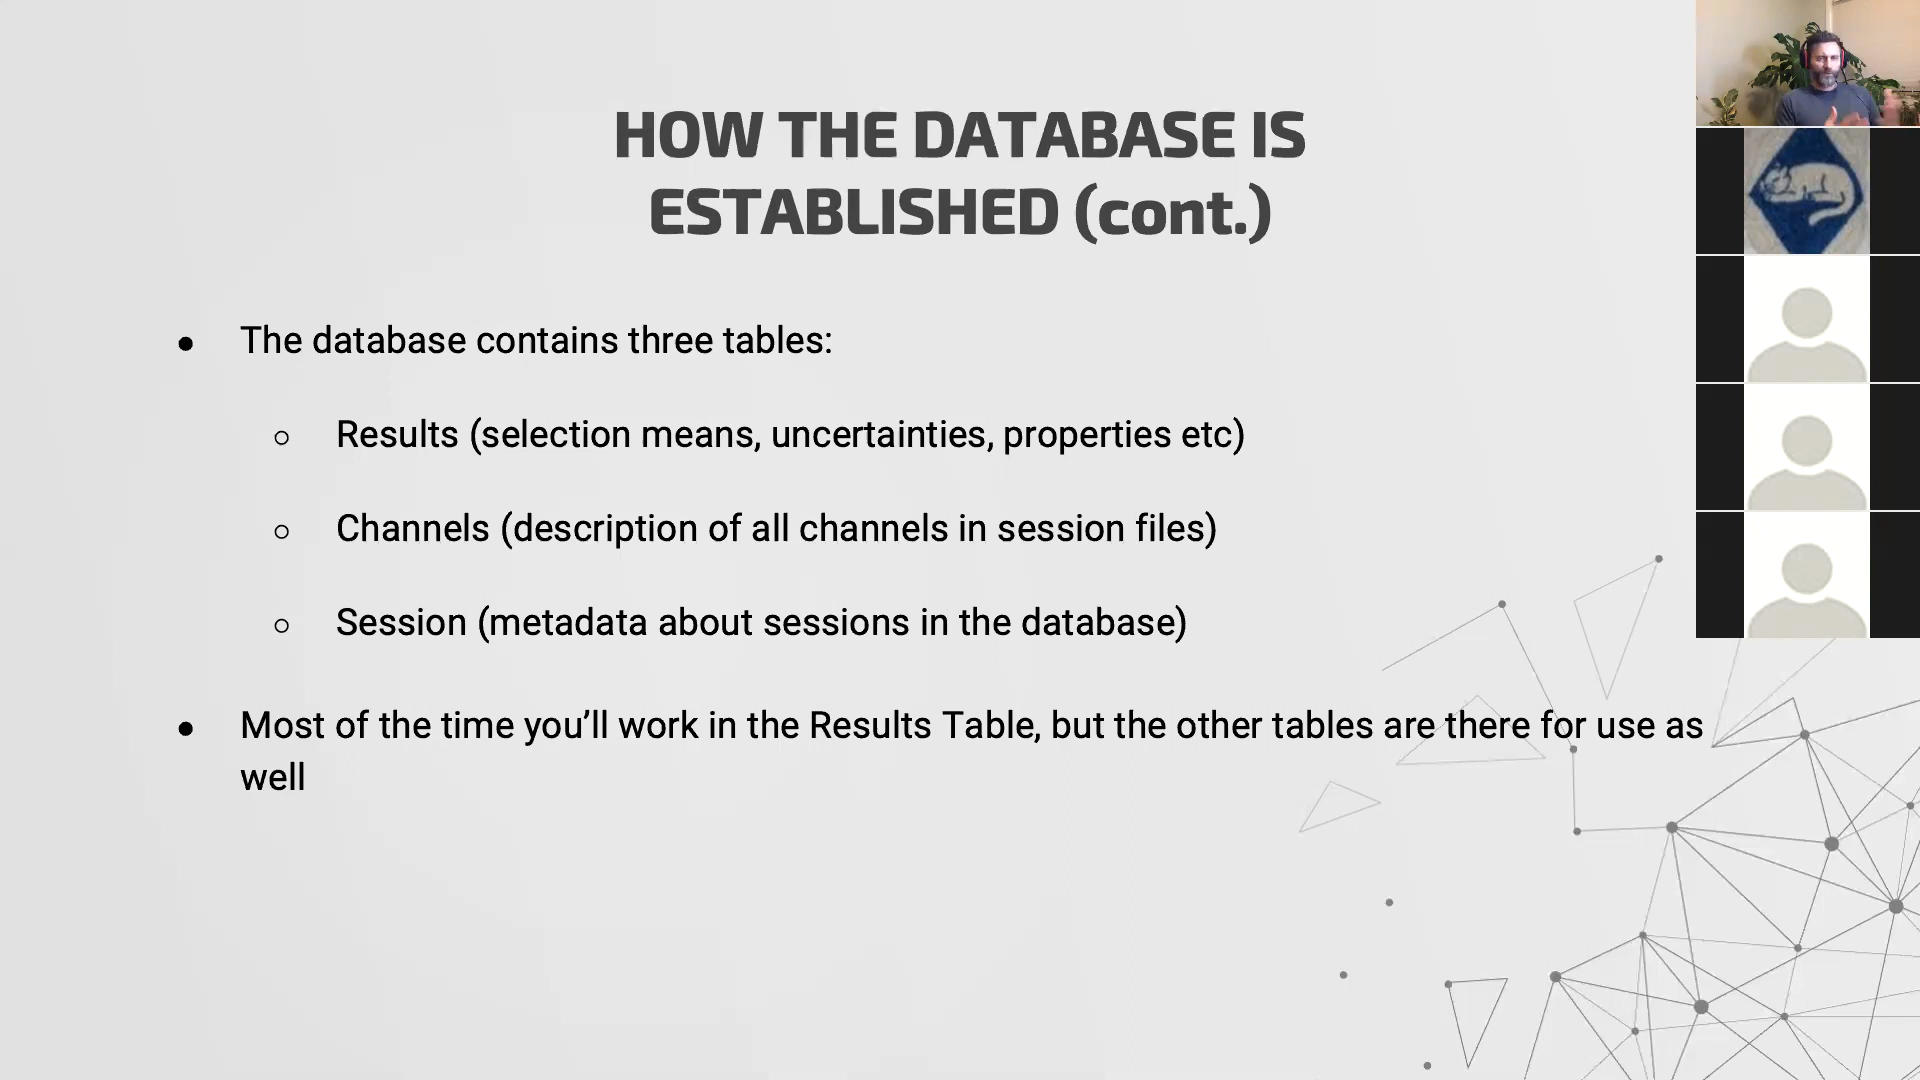 HOW THE DATABASE IS
ESTABLISHED (cont.)
● The database contains three tables:
○ Results (selection means, uncertainties, properties etc)
○ Channels (description of all channels in session files)
○ Session (metadata about sessions in the database)
● Most of the time you’ll work in the Results Table, but the other tables are there for use as
well